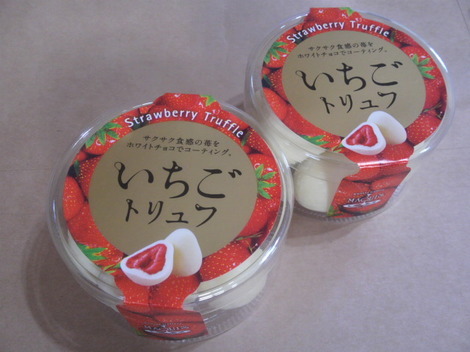 Strawberry Truffle
サクサク食感の苺を
ホワイトチョコでコーティング。
いちご
トリュフ
Strawberry Truffle
サクサク食感の苺を
ホワイトチョコでコーティング。
いちご
トリュフ